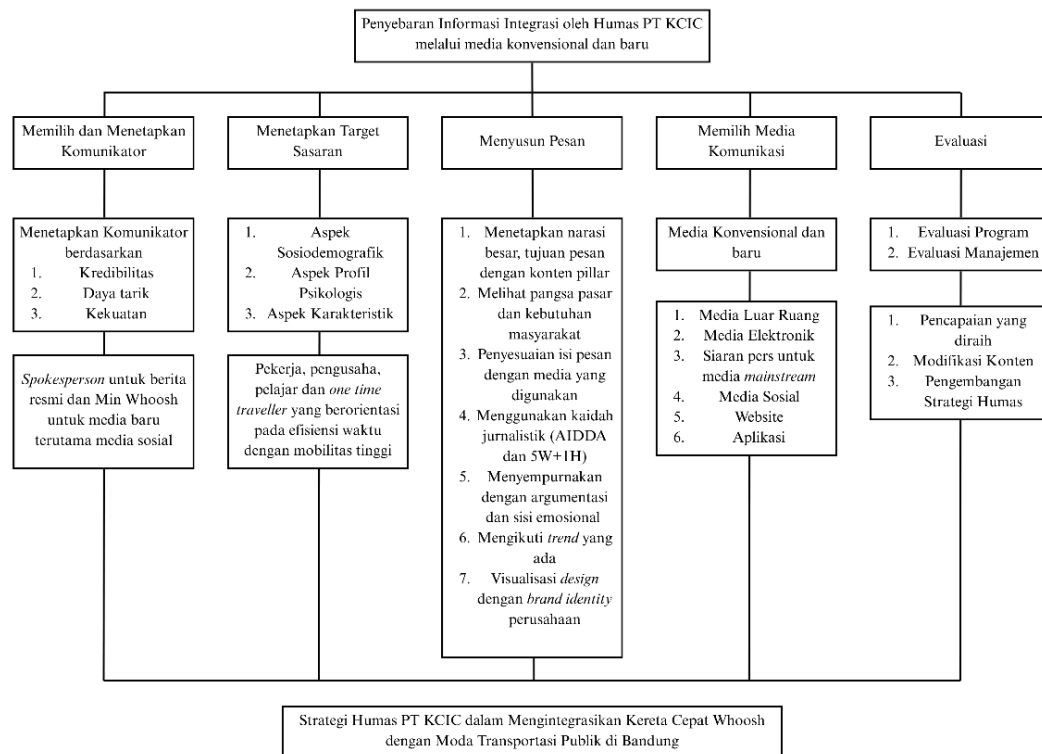 Penyebaran Informasi Integrasi oleh Humas PT KCIC
melalui media konvensional dan baru
Memilih dan Menetapkan
Komunikator
Menetapkan Target
Sasaran
Menyusun Pesan
Memilih Media
Komunikasi
Evaluasi
Menetapkan Komunikator
berdasarkan
1. Kredibilitas
2. Daya tarik
3. Kekuatan
1. Aspek
Sosiodemografik
2. Aspek Profil
Psikologis
3. Aspek Karakteristik
1. Menetapkan narasi
besar, tujuan pesan
dengan konten pillar
2. Melihat pangsa pasar
dan kebutuhan
masyarakat
3. Penyesuaian isi pesan
dengan media yang
digunakan
4. Menggunakan kaidah
jurnalistik (AIDDA
dan 5W+1H)
5. Menyempurnakan
dengan argumentasi
dan sisi emosional
6. Mengikuti trend yang
ada
7. Visualisasi design
dengan brand identity
perusahaan
Media Konvensional dan
baru
1. Evaluasi Program
2. Evaluasi Manajemen
Spokesperson untuk berita
resmi dan Min Whoosh
untuk media baru
terutama media sosial
Pekerja, pengusaha,
pelajar dan one time
traveller yang berorientasi
pada efisiensi waktu
dengan mobilitas tinggi
1. Media Luar Ruang
2. Media Elektronik
3. Siaran pers untuk
media mainstream
4. Media Sosial
5. Website
6. Aplikasi
1. Pencapaian yang
diraih
2. Modifikasi Konten
3. Pengembangan
Strategi Humas
Strategi Humas PT KCIC dalam Mengintegrasikan Kereta Cepat Whoosh
dengan Moda Transportasi Publik di Bandung